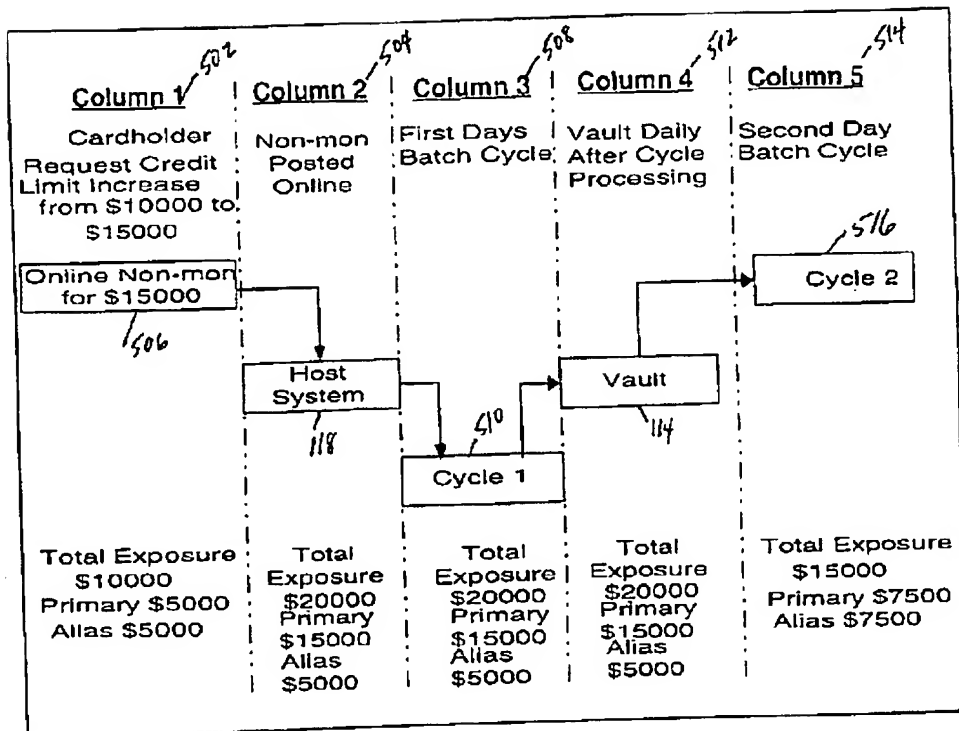 Column 1
502
Cardholder
Request Credit
Limit Increase
from $10000 to
$15000
Online Non-mon
for $15000
506
Total Exposure
$10000
Primary $5000
Alias $5000
Column 2
504
Non-mon
Posted
Online
Host
System
118
Total
Exposure
$20000
Primary
$15000
Alias
$5000
Column 3
508
First Days
Batch Cycle
510
Cycle 1
Total
Exposure
$20000
Primary
$15000
Alias
$5000
Column 4
512
Vault Daily
After Cycle
Processing
Vault
114
Total
Exposure
$20000
Primary
$15000
Alias
$5000
Column 5
514
Second Day
Batch Cycle
516
Cycle 2
Total Exposure
$15000
Primary $7500
Alias $7500